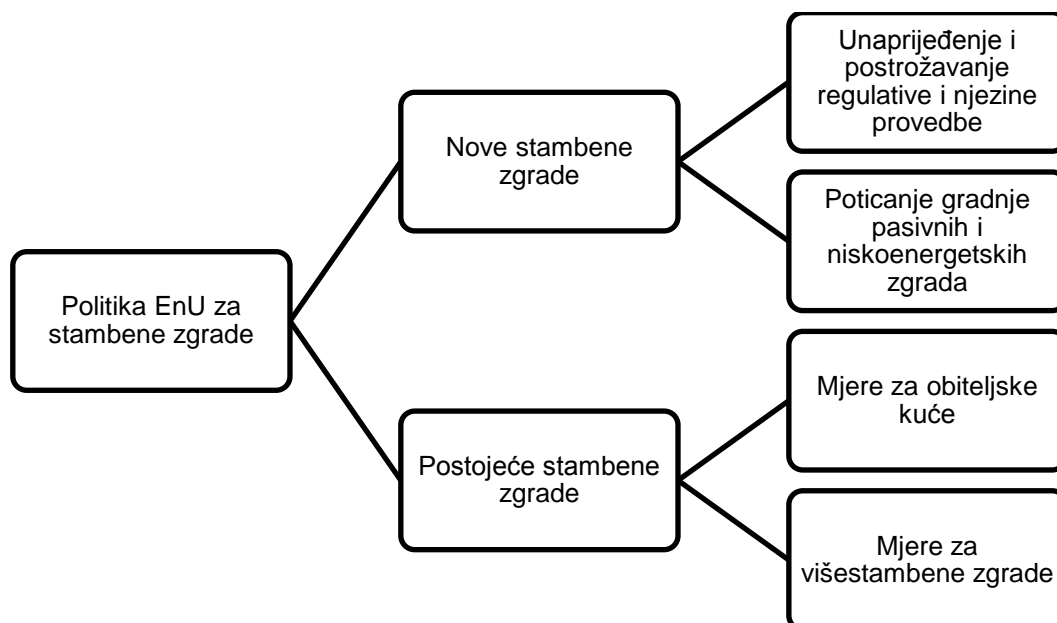 Politika EnU za
stambene zgrade
Nove stambene
zgrade
Unaprijeđenje i
postrožavanje
regulative i njezine
provedbe
Poticanje gradnje
pasivnih i
niskoenergetskih
zgrada
Postojeće stambene
zgrade
Mjere za obiteljske
kuće
Mjere za
višestambene zgrade